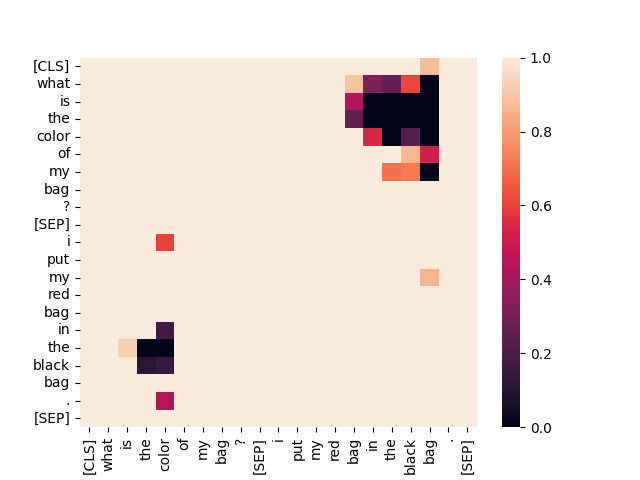 [CLS]
what
is
the
color
of
my
bag
?
[SEP]
i
put
my
red
bag
in
the
black
bag
.
[SEP]
[CLS] what is the color of my bag ? [SEP] i put my red bag in the black bag . [SEP]
1.0
0.8
0.6
0.4
0.2
0.0